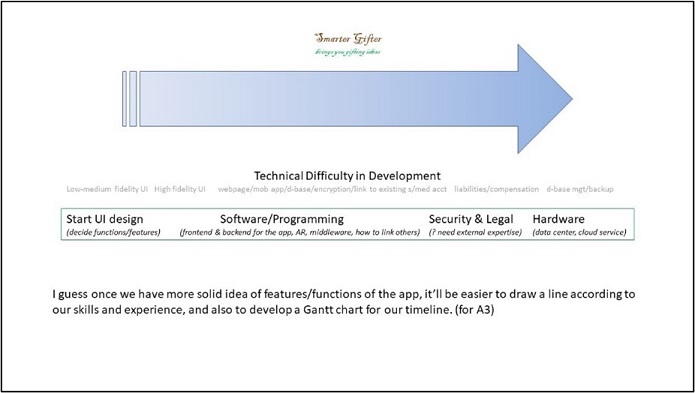 Smarter Gifter
brings you gifting ideas
Technical Difficulty in Development
Low-medium fidelity UI High fidelity UI webpage/mob app/d-base/encryption/link to existing s/med acct liabilities/compensation d-base mgt/backup
Start UI design Software/Programming Security & Legal Hardware
(decide functions/features) (frontend & backend for the app, AR, middleware, how to link others) (? need external expertise) (data center, cloud service)
I guess once we have more solid idea of features/functions of the app, it'll be easier to draw a line according to
our skills and experience, and also to develop a Gantt chart for our timeline. (for A3)